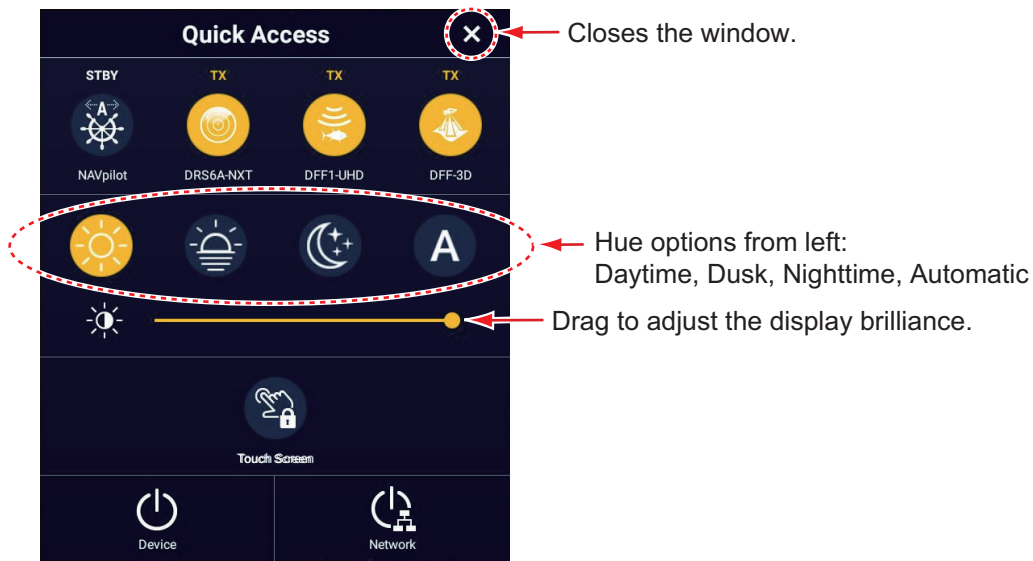 Quick Access
Closes the window.
STBY TX TX TX
A
NAVpilot DRS6A-NXT DFF1-UHD DFF-3D
A
Hue options from left:
Daytime, Dusk, Nighttime, Automatic
Drag to adjust the display brilliance.
Touch Screen
Device Network